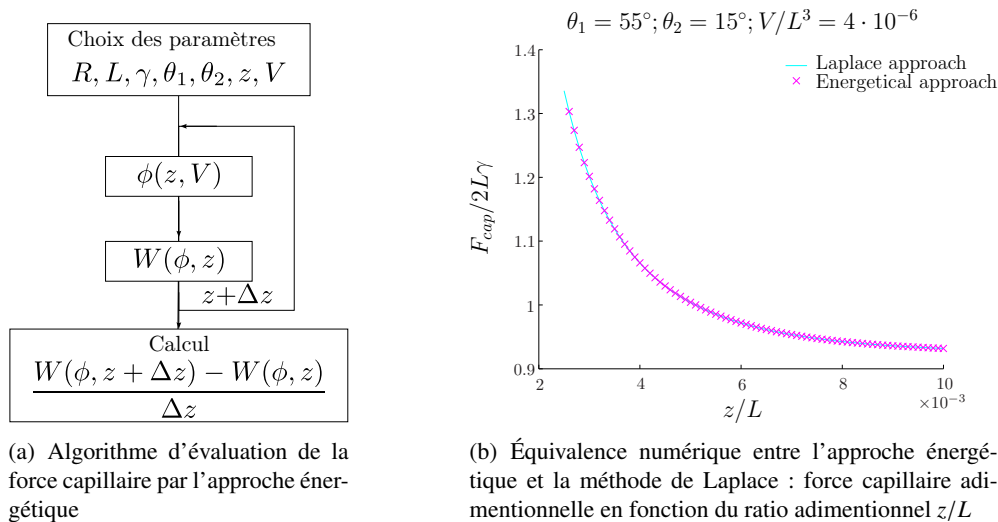 Choix des paramètres
R, L, γ, θ₁, θ₂, z, V
ϕ(z, V)
W(ϕ, z)
z+Δz
Calcul
W(ϕ, z + Δz) − W(ϕ, z)
Δz
(a) Algorithme d'évaluation de la
force capillaire par l'approche éner-
gétique
θ₁ = 55°; θ₂ = 15°; V/L³ = 4 · 10⁻⁶
Laplace approach
Energetical approach
F_cap/2Lγ
1.4
1.3
1.2
1.1
1
0.9
2 4 6 8 10
×10⁻³
z/L
(b) Équivalence numérique entre l'approche énergé-
tique et la méthode de Laplace : force capillaire adi-
mentionnelle en fonction du ratio adimentionnel z/L